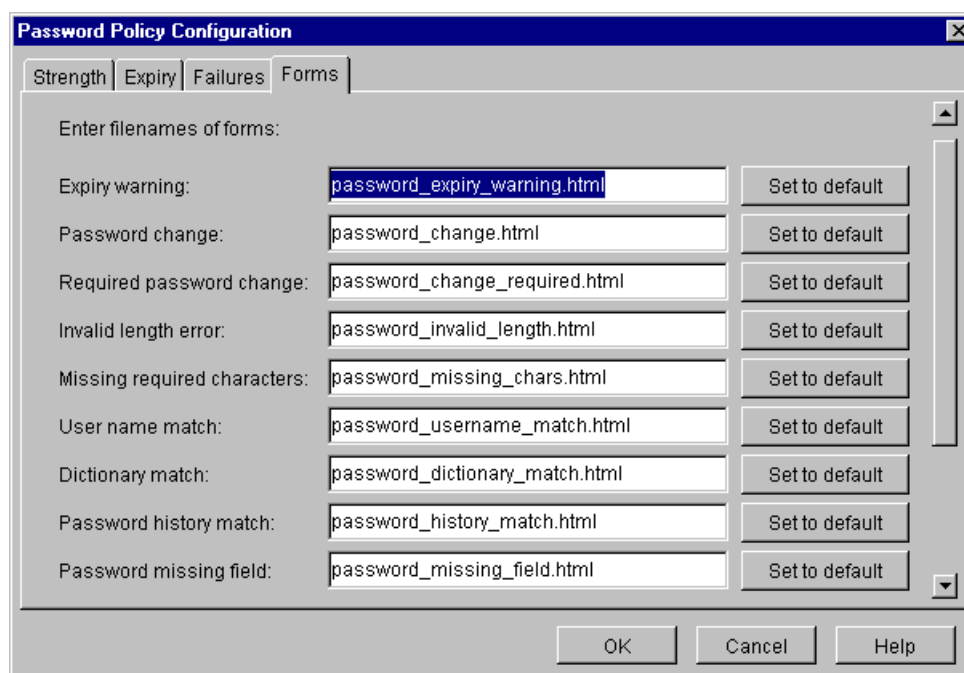 Password Policy Configuration
Strength Expiry Failures Forms
Enter filenames of forms:
Expiry warning: password_expiry_warning.html Set to default
Password change: password_change.html Set to default
Required password change: password_change_required.html Set to default
Invalid length error: password_invalid_length.html Set to default
Missing required characters: password_missing_chars.html Set to default
User name match: password_username_match.html Set to default
Dictionary match: password_dictionary_match.html Set to default
Password history match: password_history_match.html Set to default
Password missing field: password_missing_field.html Set to default
OK Cancel Help